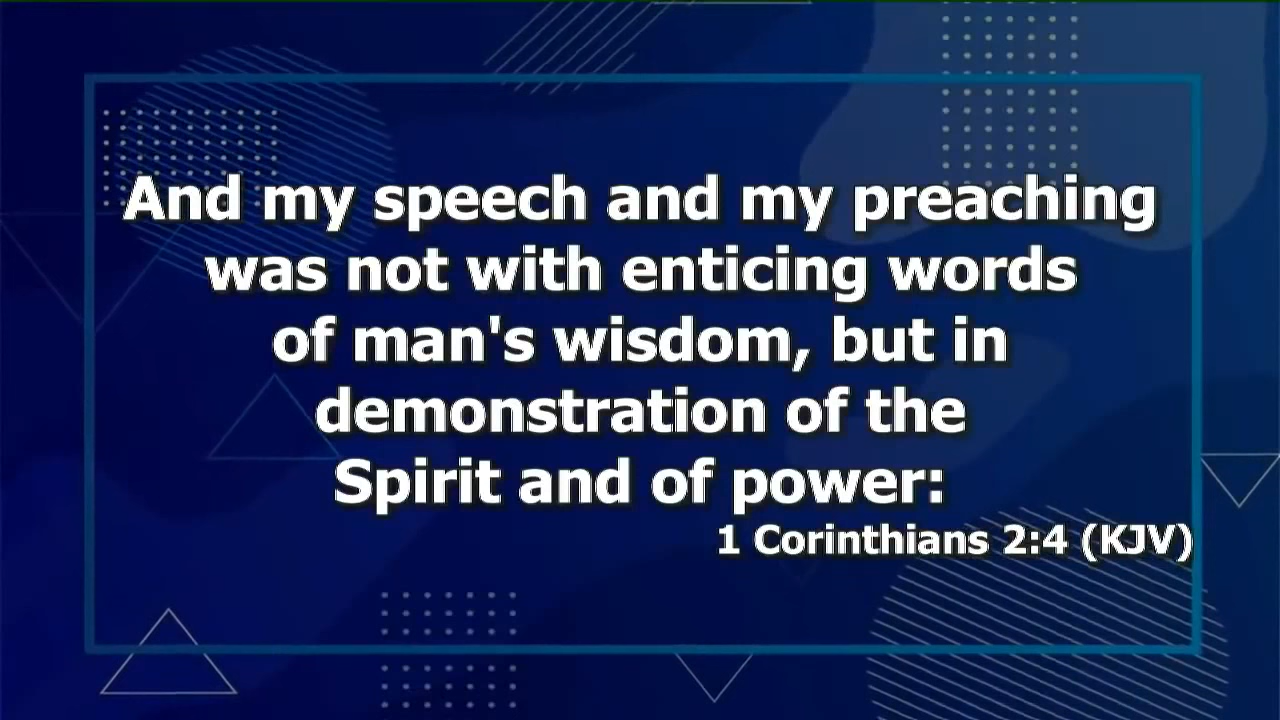 And my speech and my preaching
was not with enticing words
of man's wisdom, but in
demonstration of the
Spirit and of power:
1 Corinthians 2:4 (KJV)